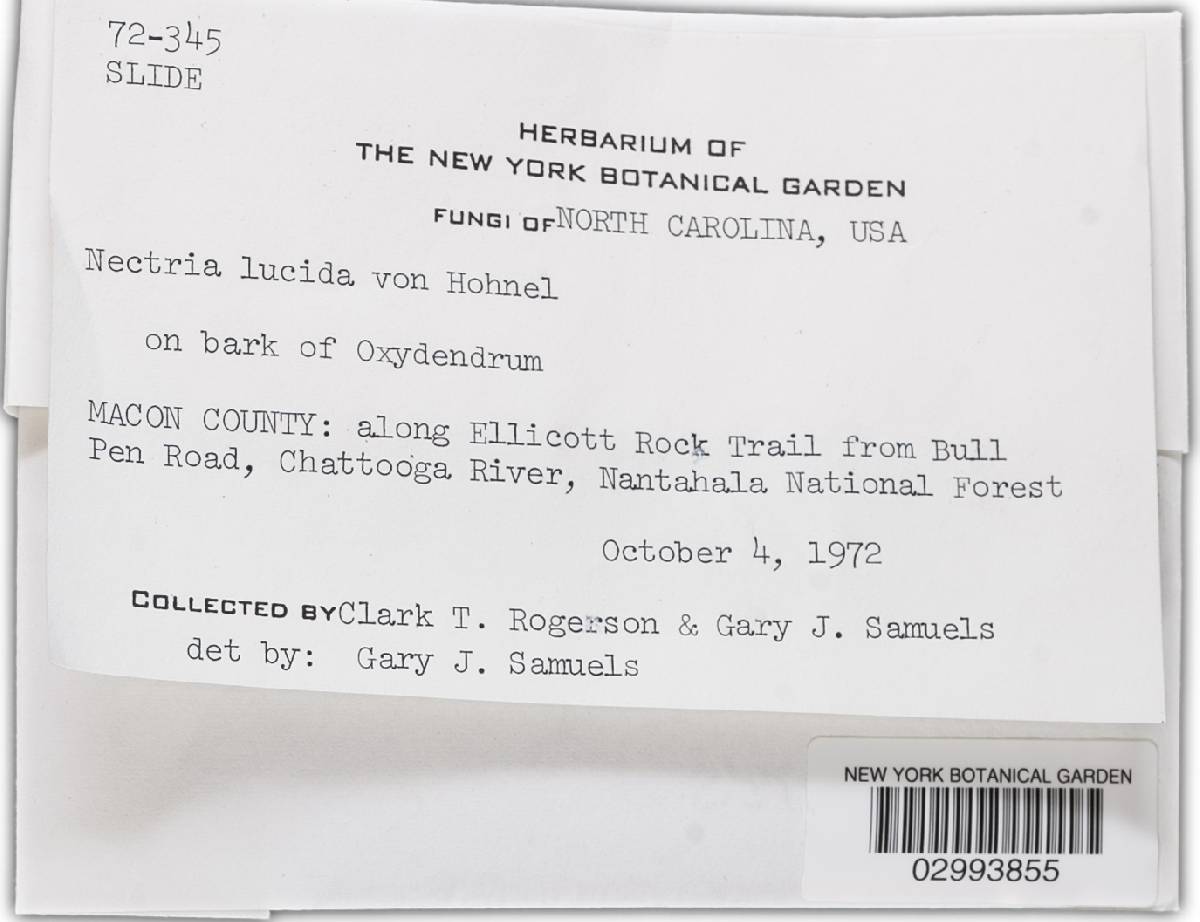 72-345
SLIDE
HERBARIUM OF
THE NEW YORK BOTANICAL GARDEN
FUNGI OF NORTH CAROLINA, USA
Nectria lucida von Hohnel
on bark of Oxydendrum
MACON COUNTY: along Ellicott Rock Trail from Bull
Pen Road, Chattooga River, Nantahala National Forest
October 4, 1972
COLLECTED BY Clark T. Rogerson & Gary J. Samuels
det by: Gary J. Samuels
NEW YORK BOTANICAL GARDEN
02993855